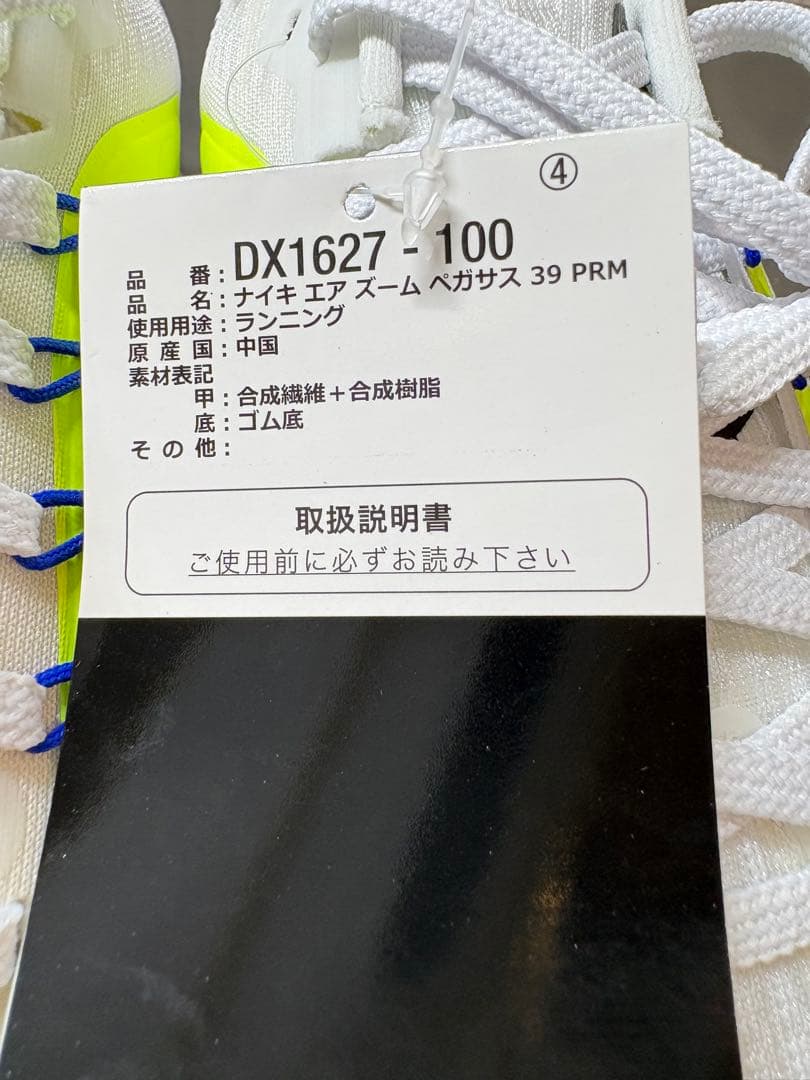 ④
品 番:DX1627 - 100
品 名:ナイキ エア ズーム ペガサス 39 PRM
使用用途:ランニング
原産国:中国
素材表記
甲:合成繊維+合成樹脂
底:ゴム底
その他:
取扱説明書
ご使用前に必ずお読み下さい